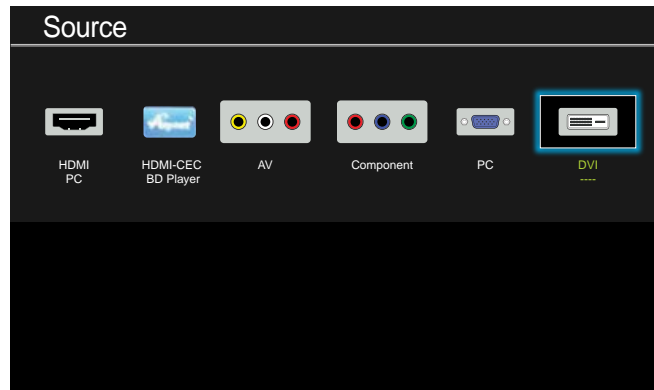 Source
HDMI
PC
HDMI-CEC
BD Player
AV
Component
PC
DVI
----